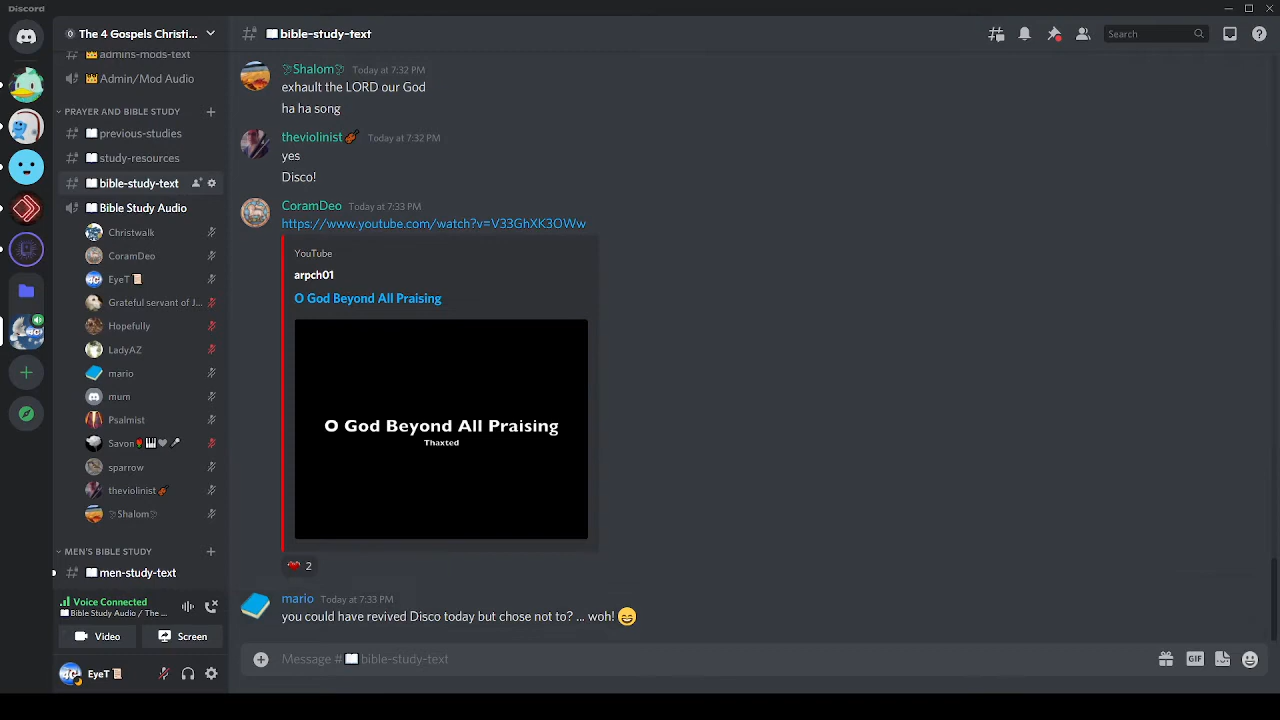 Discord
The 4 Gospels Christi...
admins-mods-text
Admin/Mod Audio
PRAYER AND BIBLE STUDY
previous-studies
study-resources
bible-study-text
Bible Study Audio
Christwalk
CoramDeo
EyeT
Grateful servant of J...
Hopefully
LadyAZ
mario
mum
Psalmist
Savon
sparrow
theviolinist
Shalom
MEN'S BIBLE STUDY
men-study-text
Voice Connected
Bible Study Audio / The ...
Video
Screen
EyeT
bible-study-text
Search
Shalom Today at 7:32 PM
exhault the LORD our God
ha ha song
theviolinist Today at 7:32 PM
yes
Disco!
CoramDeo Today at 7:33 PM
https://www.youtube.com/watch?v=V33GhXK3OWw
YouTube
arpch01
O God Beyond All Praising
O God Beyond All Praising
Thaxted
2
mario Today at 7:33 PM
you could have revived Disco today but chose not to? ... woh!
Message # bible-study-text
GIF